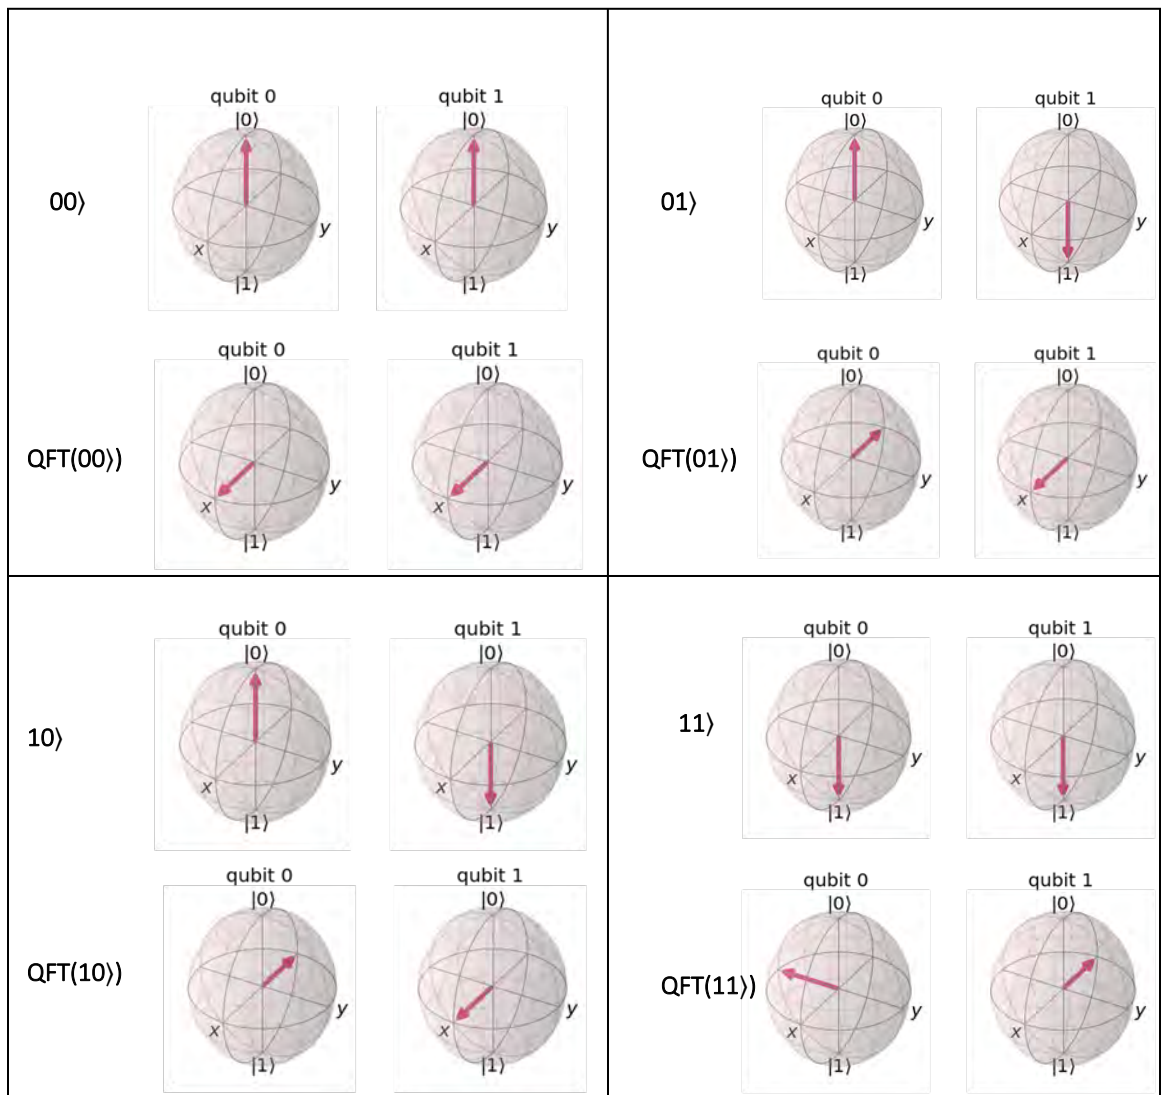 qubit 0 qubit 1
|0⟩ |0⟩
00⟩
x y x y
|1⟩ |1⟩
qubit 0 qubit 1
|0⟩ |0⟩
QFT(00⟩)
x y x y
|1⟩ |1⟩
qubit 0 qubit 1
|0⟩ |0⟩
01⟩
x y x y
|1⟩ |1⟩
qubit 0 qubit 1
|0⟩ |0⟩
QFT(01⟩)
x y x y
|1⟩ |1⟩
qubit 0 qubit 1
|0⟩ |0⟩
10⟩
x y x y
|1⟩ |1⟩
qubit 0 qubit 1
|0⟩ |0⟩
QFT(10⟩)
x y x y
|1⟩ |1⟩
qubit 0 qubit 1
|0⟩ |0⟩
11⟩
x y x y
|1⟩ |1⟩
qubit 0 qubit 1
|0⟩ |0⟩
QFT(11⟩)
x y x y
|1⟩ |1⟩